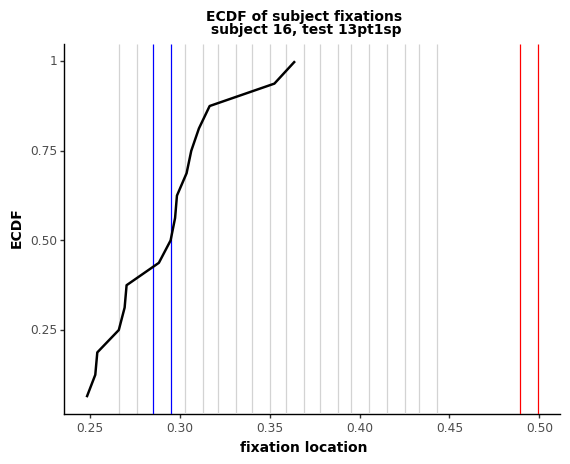 ECDF of subject fixations
subject 16, test 13pt1sp
1
0.75
0.50
0.25
ECDF
0.25 0.30 0.35 0.40 0.45 0.50
fixation location